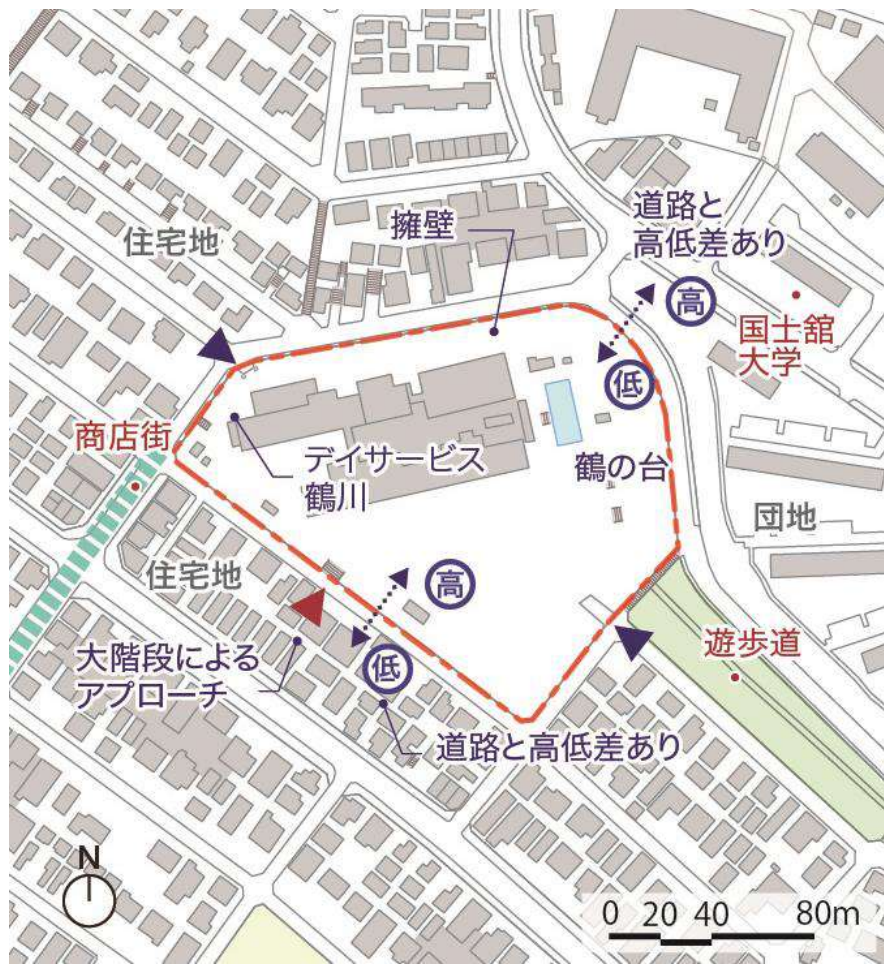 道路と
高低差あり
擁壁
住宅地
高
国士舘
大学
低
商店街
デイサービス
鶴川
鶴の台
団地
住宅地
高
大階段による
アプローチ
低
遊歩道
道路と高低差あり
N
0 20 40 80m